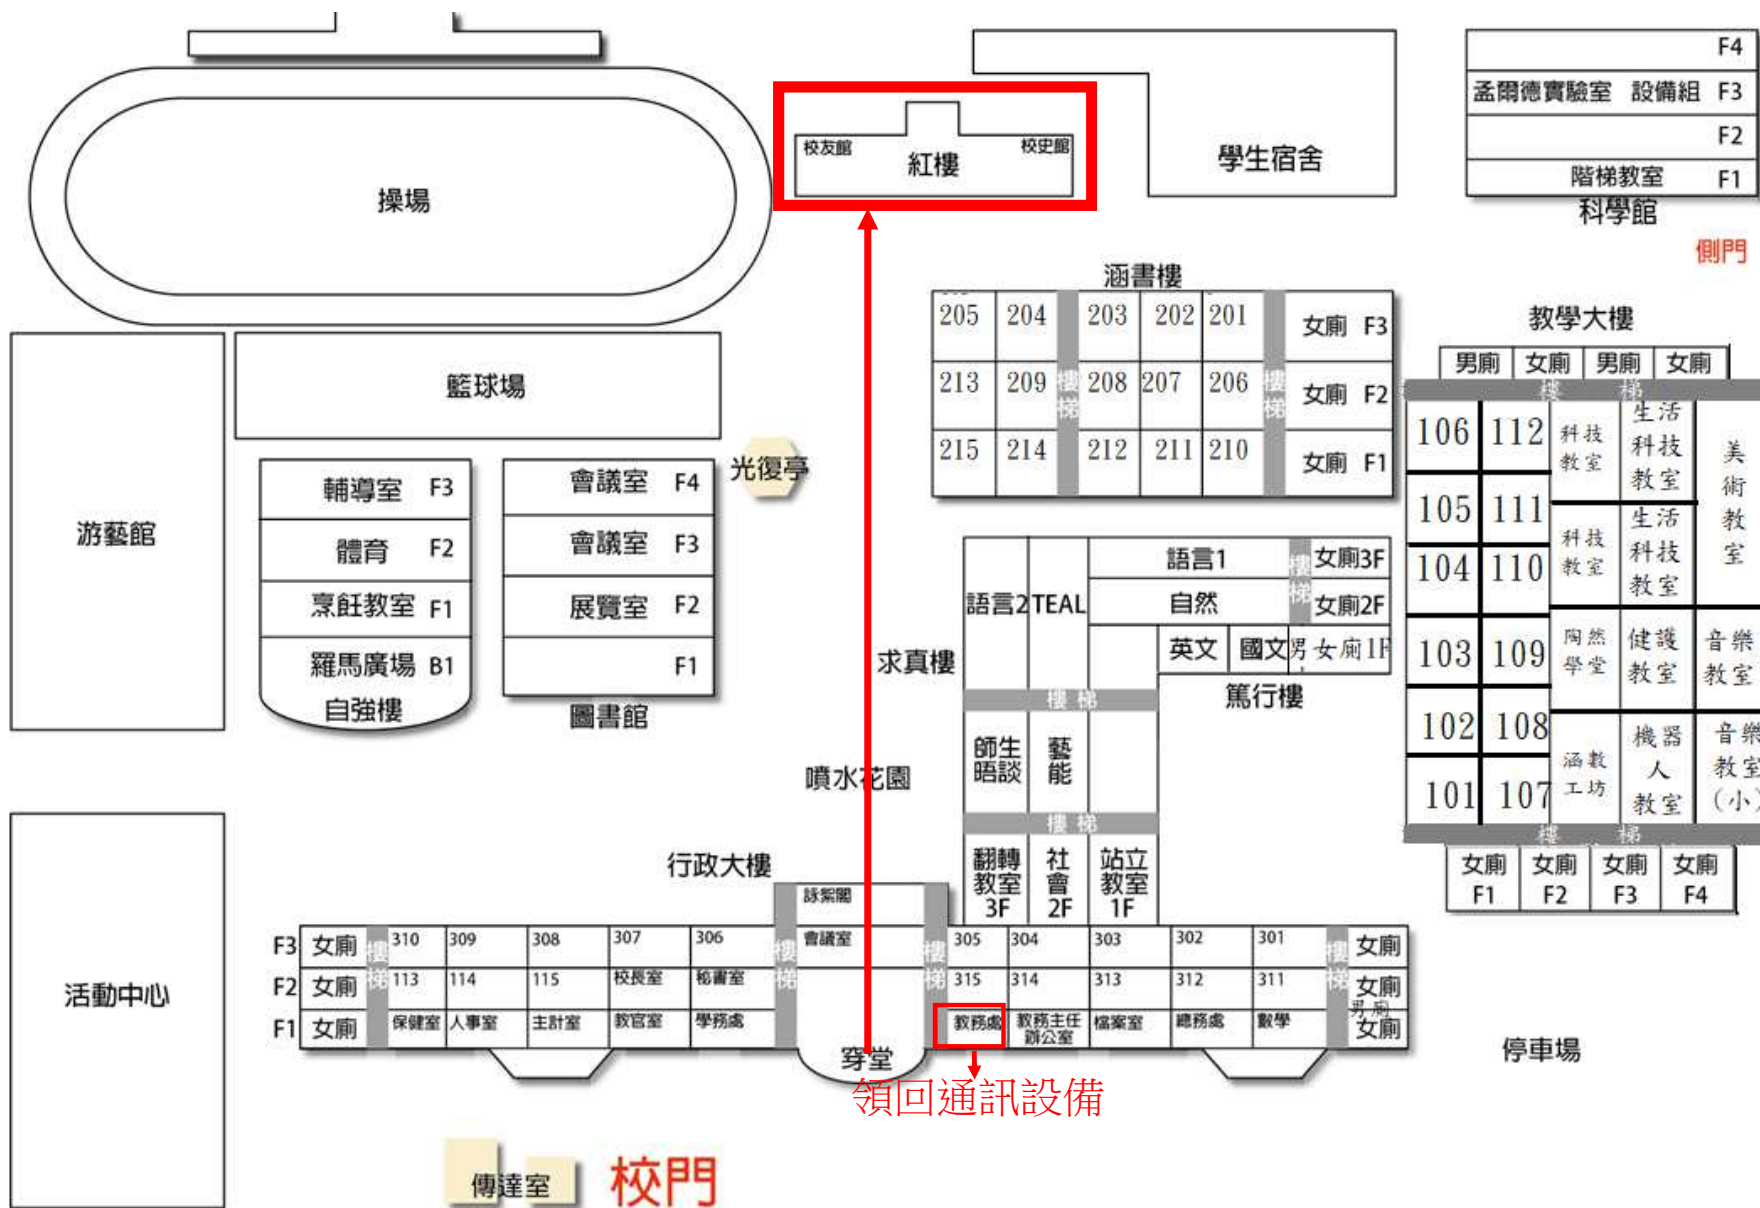 F4
孟爾德實驗室 設備組 F3
F2
階梯教室 F1
科學館
側門
校友館
校史館
紅樓
學生宿舍
操場
涵書樓
205 204 203 202 201 女廁 F3
213 209 208 207 206 女廁 F2
215 214 212 211 210 女廁 F1
樓梯
樓梯
教學大樓
男廁 女廁 男廁 女廁
樓 梯
106 112 科技教室 生活科技教室 美術教室
105 111
104 110 科技教室 生活科技教室
103 109 陶然學堂 健護教室 音樂教室
102 108
101 107 涵數工坊 機器人教室 音樂教室(小)
樓 梯
女廁 女廁 女廁 女廁
F1 F2 F3 F4
籃球場
光復亭
游藝館
輔導室 F3
體育 F2
烹飪教室 F1
羅馬廣場 B1
自強樓
會議室 F4
會議室 F3
展覽室 F2
F1
圖書館
語言2
TEAL
語言1
樓梯
女廁3F
自然
女廁2F
英文
國文
男女廁1F
求真樓
篤行樓
樓 梯
師生晤談
藝能
樓 梯
翻轉教室3F
社會2F
站立教室1F
噴水花園
行政大樓
詠絮閣
會議室
F3 女廁 310 309 308 307 306 305 304 303 302 301 女廁
F2 女廁 113 114 115 校長室 秘書室 315 314 313 312 311 女廁
F1 女廁 保健室 人事室 主計室 教官室 學務處 教務處 教務主任辦公室 檔案室 總務處 數學 男廁 女廁
樓梯
樓梯
樓梯
樓梯
穿堂
領回通訊設備
活動中心
停車場
傳達室
校門